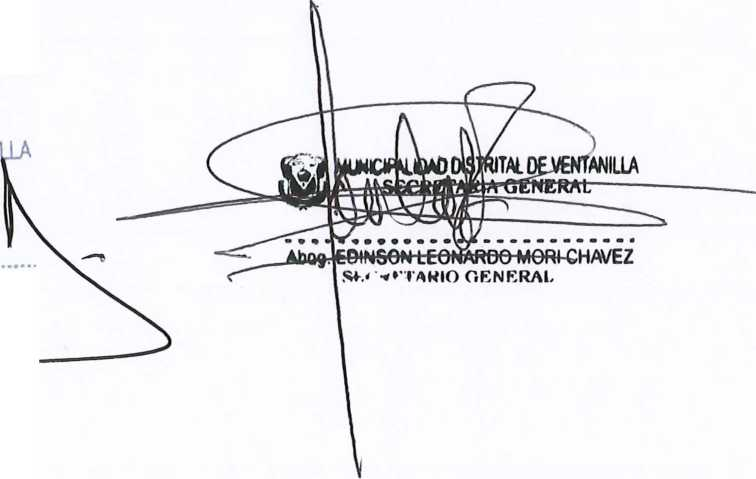 LLA
MUNICIPALIDAD DISTRITAL DE VENTANILLA
SECRETARIA GENERAL
Abog. EDINSON LEONARDO MORI CHAVEZ
SECRETARIO GENERAL